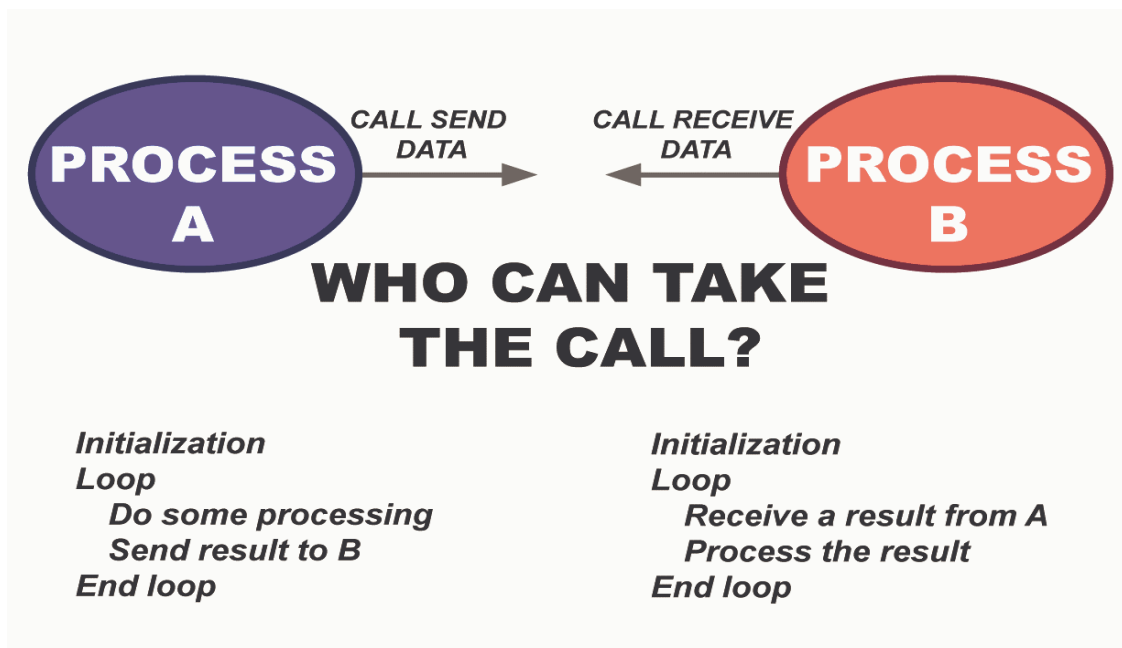 PROCESS
A
CALL SEND
DATA
CALL RECEIVE
DATA
PROCESS
B
WHO CAN TAKE
THE CALL?
Initialization
Loop
Do some processing
Send result to B
End loop
Initialization
Loop
Receive a result from A
Process the result
End loop